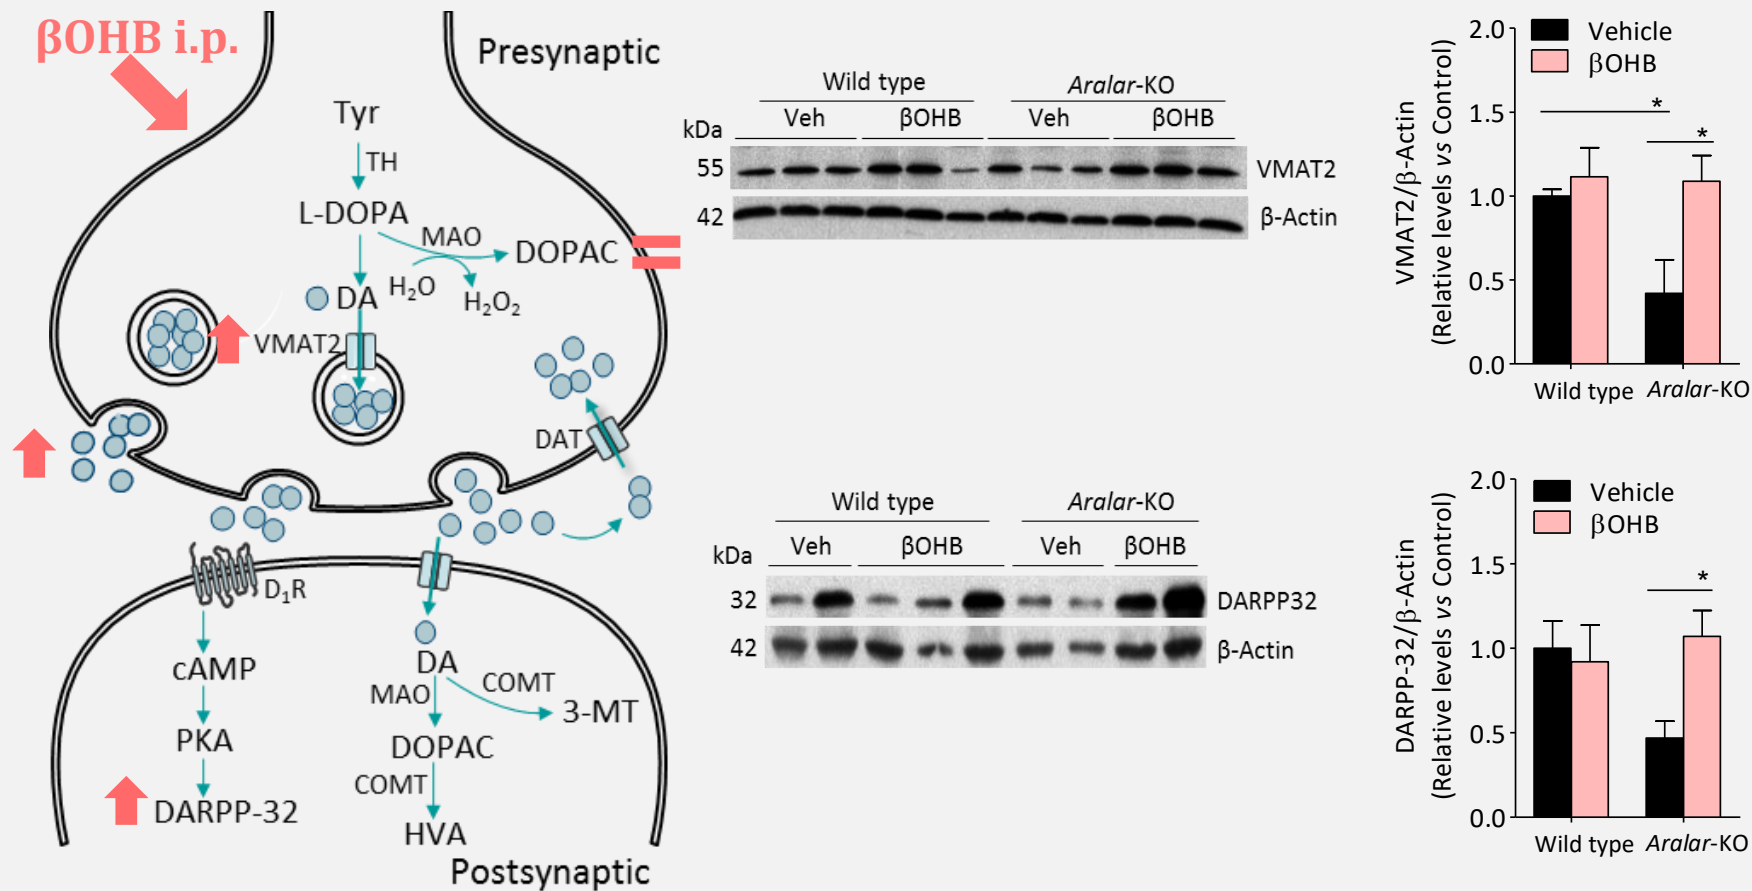 βOHB i.p.
Presynaptic
Tyr
TH
L-DOPA
MAO
DOPAC
H₂O
H₂O₂
DA
VMAT2
DAT
D₁R
cAMP
PKA
DARPP-32
DA
MAO
COMT
3-MT
DOPAC
COMT
HVA
Postsynaptic
Wild type Aralar-KO
kDa Veh βOHB Veh βOHB
55 VMAT2
42 β-Actin
Wild type Aralar-KO
kDa Veh βOHB Veh βOHB
32 DARPP32
42 β-Actin
VMAT2/β-Actin
(Relative levels vs Control)
2.0
1.5
1.0
0.5
0.0
Vehicle
βOHB
*
*
Wild type Aralar-KO
DARPP-32/β-Actin
(Relative levels vs Control)
2.0
1.5
1.0
0.5
0.0
Vehicle
βOHB
*
Wild type Aralar-KO